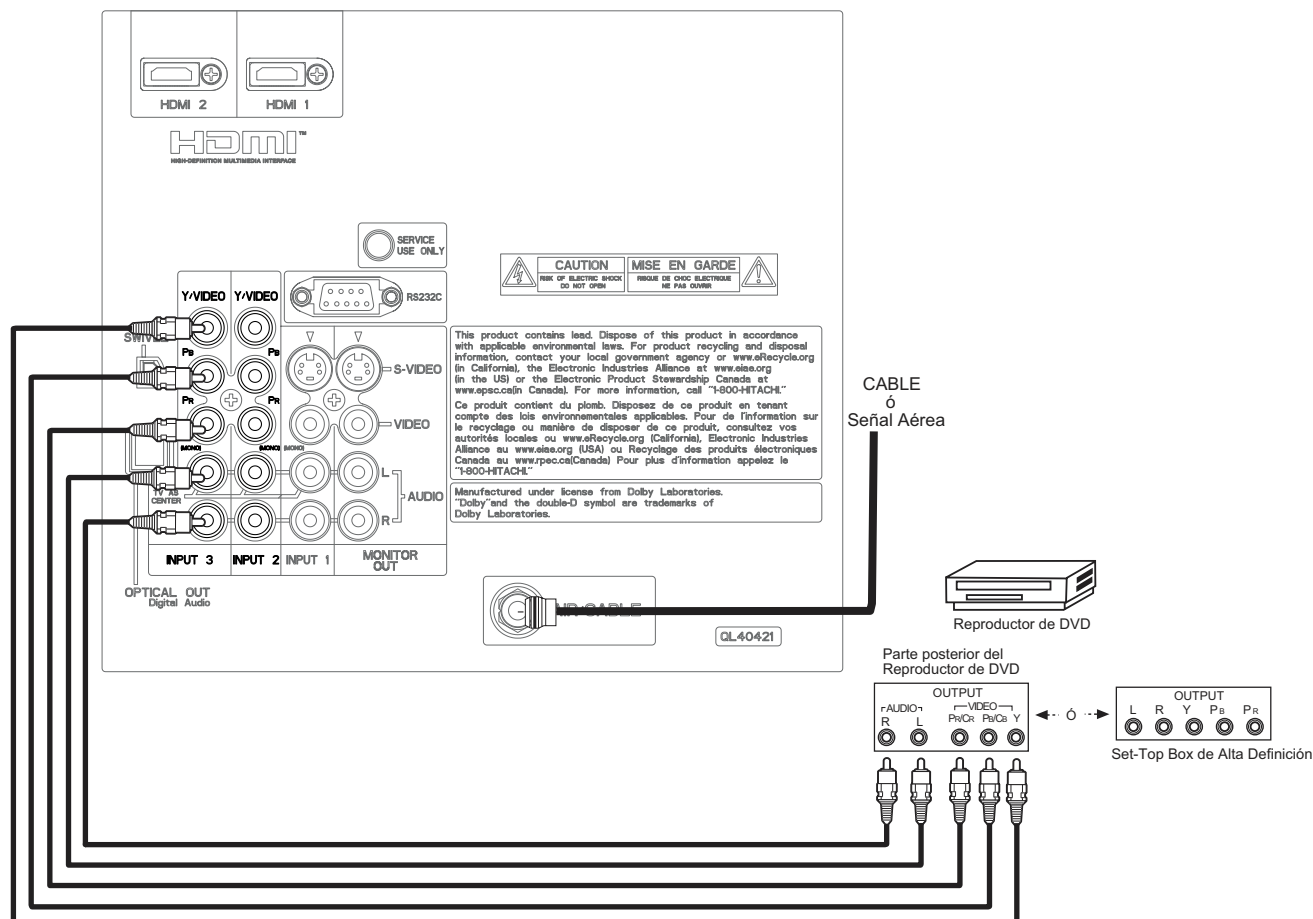 HDMI 2 HDMI 1
HDMI™
HIGH-DEFINITION MULTIMEDIA INTERFACE
SERVICE
USE ONLY
CAUTION
RISK OF ELECTRIC SHOCK
DO NOT OPEN
MISE EN GARDE
RISQUE DE CHOC ELECTRIQUE
NE PAS OUVRIR
Y/VIDEO Y/VIDEO
RS232C
PB PB
S-VIDEO
PR PR
VIDEO
(MONO) (MONO) (MONO)
L
AUDIO
R
TV AS
CENTER
INPUT 3 INPUT 2 INPUT 1 MONITOR
OUT
OPTICAL OUT
Digital Audio
This product contains lead. Dispose of this product in accordance
with applicable environmental laws. For product recycling and disposal
information, contact your local government agency or www.eRecycle.org
(in California), the Electronic Industries Alliance at www.eiae.org
(in the US) or the Electronic Product Stewardship Canada at
www.epsc.ca(in Canada). For more information, call "1-800-HITACHI."
Ce produit contient du plomb. Disposez de ce produit en tenant
compte des lois environnementales applicables. Pour de l'information sur
le recyclage ou manière de disposer de ce produit, consultez vos
autorités locales ou www.eRecycle.org (California), Electronic Industries
Alliance au www.eiae.org (USA) ou Recyclage des produits électroniques
Canada au www.rpec.ca(Canada) Pour plus d'information appelez le
"1-800-HITACHI."
Manufactured under license from Dolby Laboratories.
"Dolby"and the double-D symbol are trademarks of
Dolby Laboratories.
QL40421
CABLE
ó
Señal Aérea
Reproductor de DVD
Parte posterior del
Reproductor de DVD
OUTPUT
AUDIO VIDEO
R L PR/CR PB/CB Y
Ó
OUTPUT
L R Y PB PR
Set-Top Box de Alta Definición